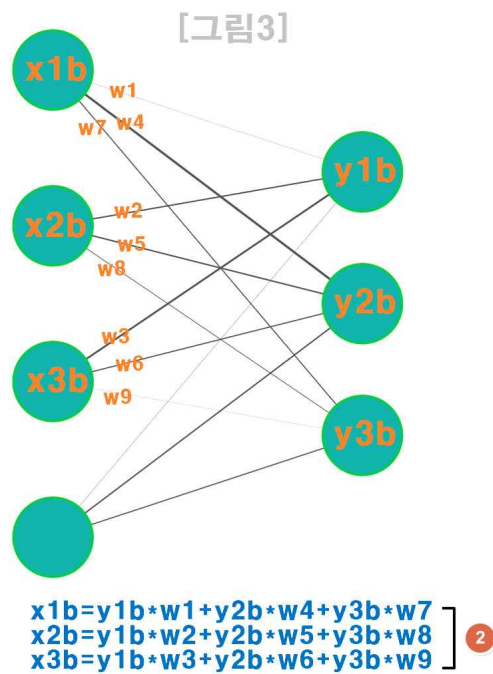 [그림3]
x1b
w1
w7
w4
y1b
x2b
w2
w5
w8
y2b
w3
x3b
w6
w9
y3b
x1b=y1b*w1+y2b*w4+y3b*w7
x2b=y1b*w2+y2b*w5+y3b*w8
x3b=y1b*w3+y2b*w6+y3b*w9
2